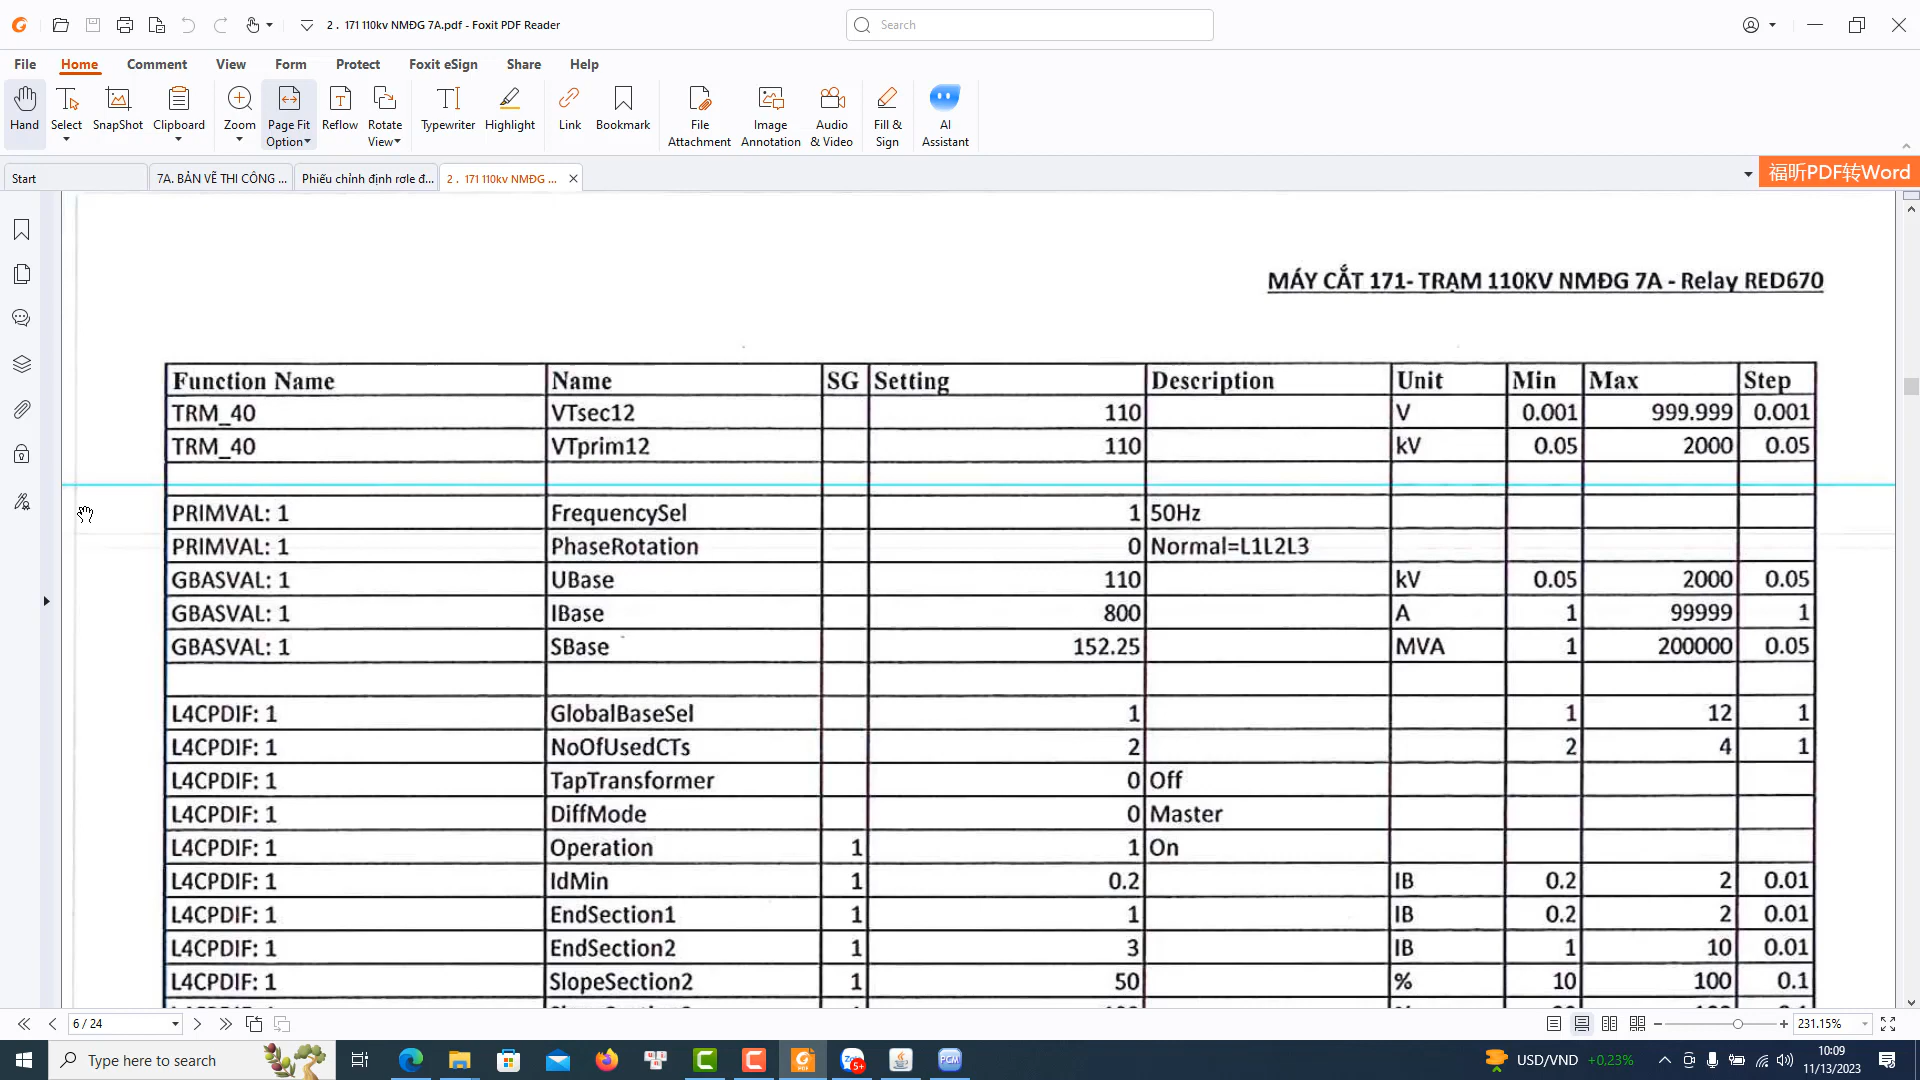 2 . 171 110kv NMĐG 7A.pdf - Foxit PDF Reader
Search
File Home Comment View Form Protect Foxit eSign Share Help
Hand Select SnapShot Clipboard Zoom Page Fit Option Reflow Rotate View Typewriter Highlight Link Bookmark File Attachment Image Annotation Audio & Video Fill & Sign AI Assistant
Start 7A. BẢN VẼ THI CÔNG ... Phiếu chỉnh định rơle đ... 2 . 171 110kv NMĐG ... 福昕PDF转Word
MÁY CẮT 171- TRẠM 110KV NMĐG 7A - Relay RED670
Function Name Name SG Setting Description Unit Min Max Step
TRM_40 VTsec12 110 V 0.001 999.999 0.001
TRM_40 VTprim12 110 kV 0.05 2000 0.05
PRIMVAL: 1 FrequencySel 1 50Hz
PRIMVAL: 1 PhaseRotation 0 Normal=L1L2L3
GBASVAL: 1 UBase 110 kV 0.05 2000 0.05
GBASVAL: 1 IBase 800 A 1 99999 1
GBASVAL: 1 SBase 152.25 MVA 1 200000 0.05
L4CPDIF: 1 GlobalBaseSel 1 1 12 1
L4CPDIF: 1 NoOfUsedCTs 2 2 4 1
L4CPDIF: 1 TapTransformer 0 Off
L4CPDIF: 1 DiffMode 0 Master
L4CPDIF: 1 Operation 1 1 On
L4CPDIF: 1 IdMin 1 0.2 IB 0.2 2 0.01
L4CPDIF: 1 EndSection1 1 1 IB 0.2 2 0.01
L4CPDIF: 1 EndSection2 1 3 IB 1 10 0.01
L4CPDIF: 1 SlopeSection2 1 50 % 10 100 0.1
6 / 24 231.15%
Type here to search
5+
PCM
USD/VND +0,23%
10:09
11/13/2023